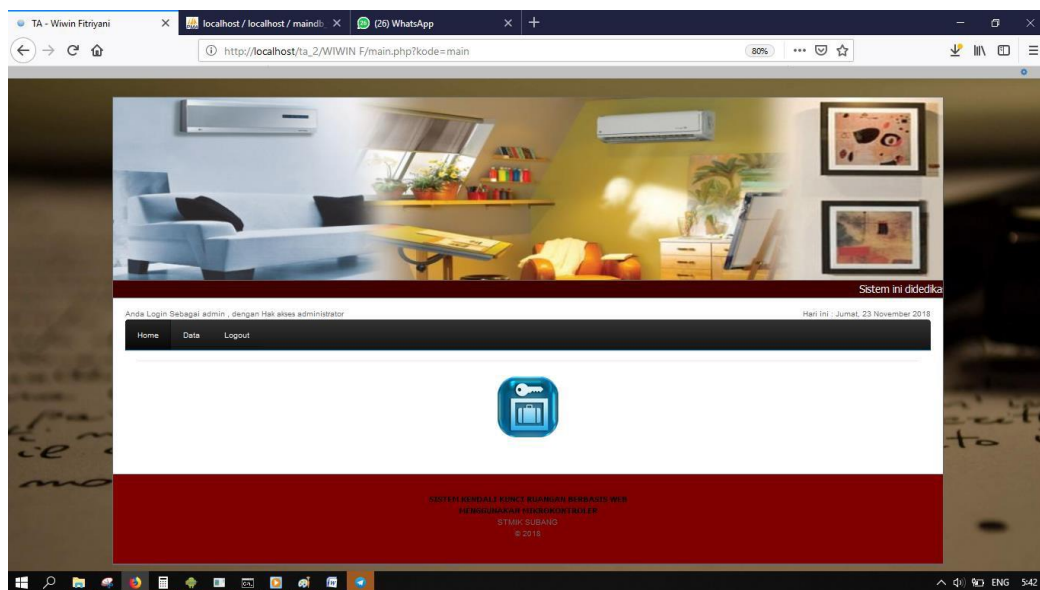 TA - Wiwin Fitriyani
localhost / localhost / maindb
(26) WhatsApp
http://localhost/ta_2/WIWIN F/main.php?kode=main
80%
Sistem ini didedika
Anda Login Sebagai admin , dengan Hak akses administrator
Hari ini : Jumat, 23 November 2018
Home Data Logout
SISTEM KENDALI KUNCI RUANGAN BERBASIS WEB
MENGGUNAKAN MIKROKONTROLER
STMIK SUBANG
© 2018
ENG 5:42